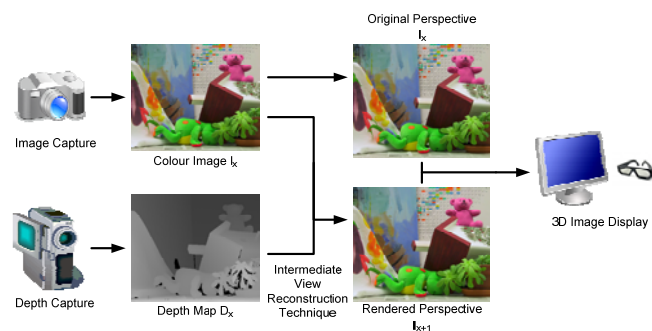 Original Perspective
Iₓ
Image Capture
Colour Image Iₓ
Depth Capture
Depth Map Dₓ
Intermediate
View
Reconstruction
Technique
Rendered Perspective
Iₓ₊₁
3D Image Display